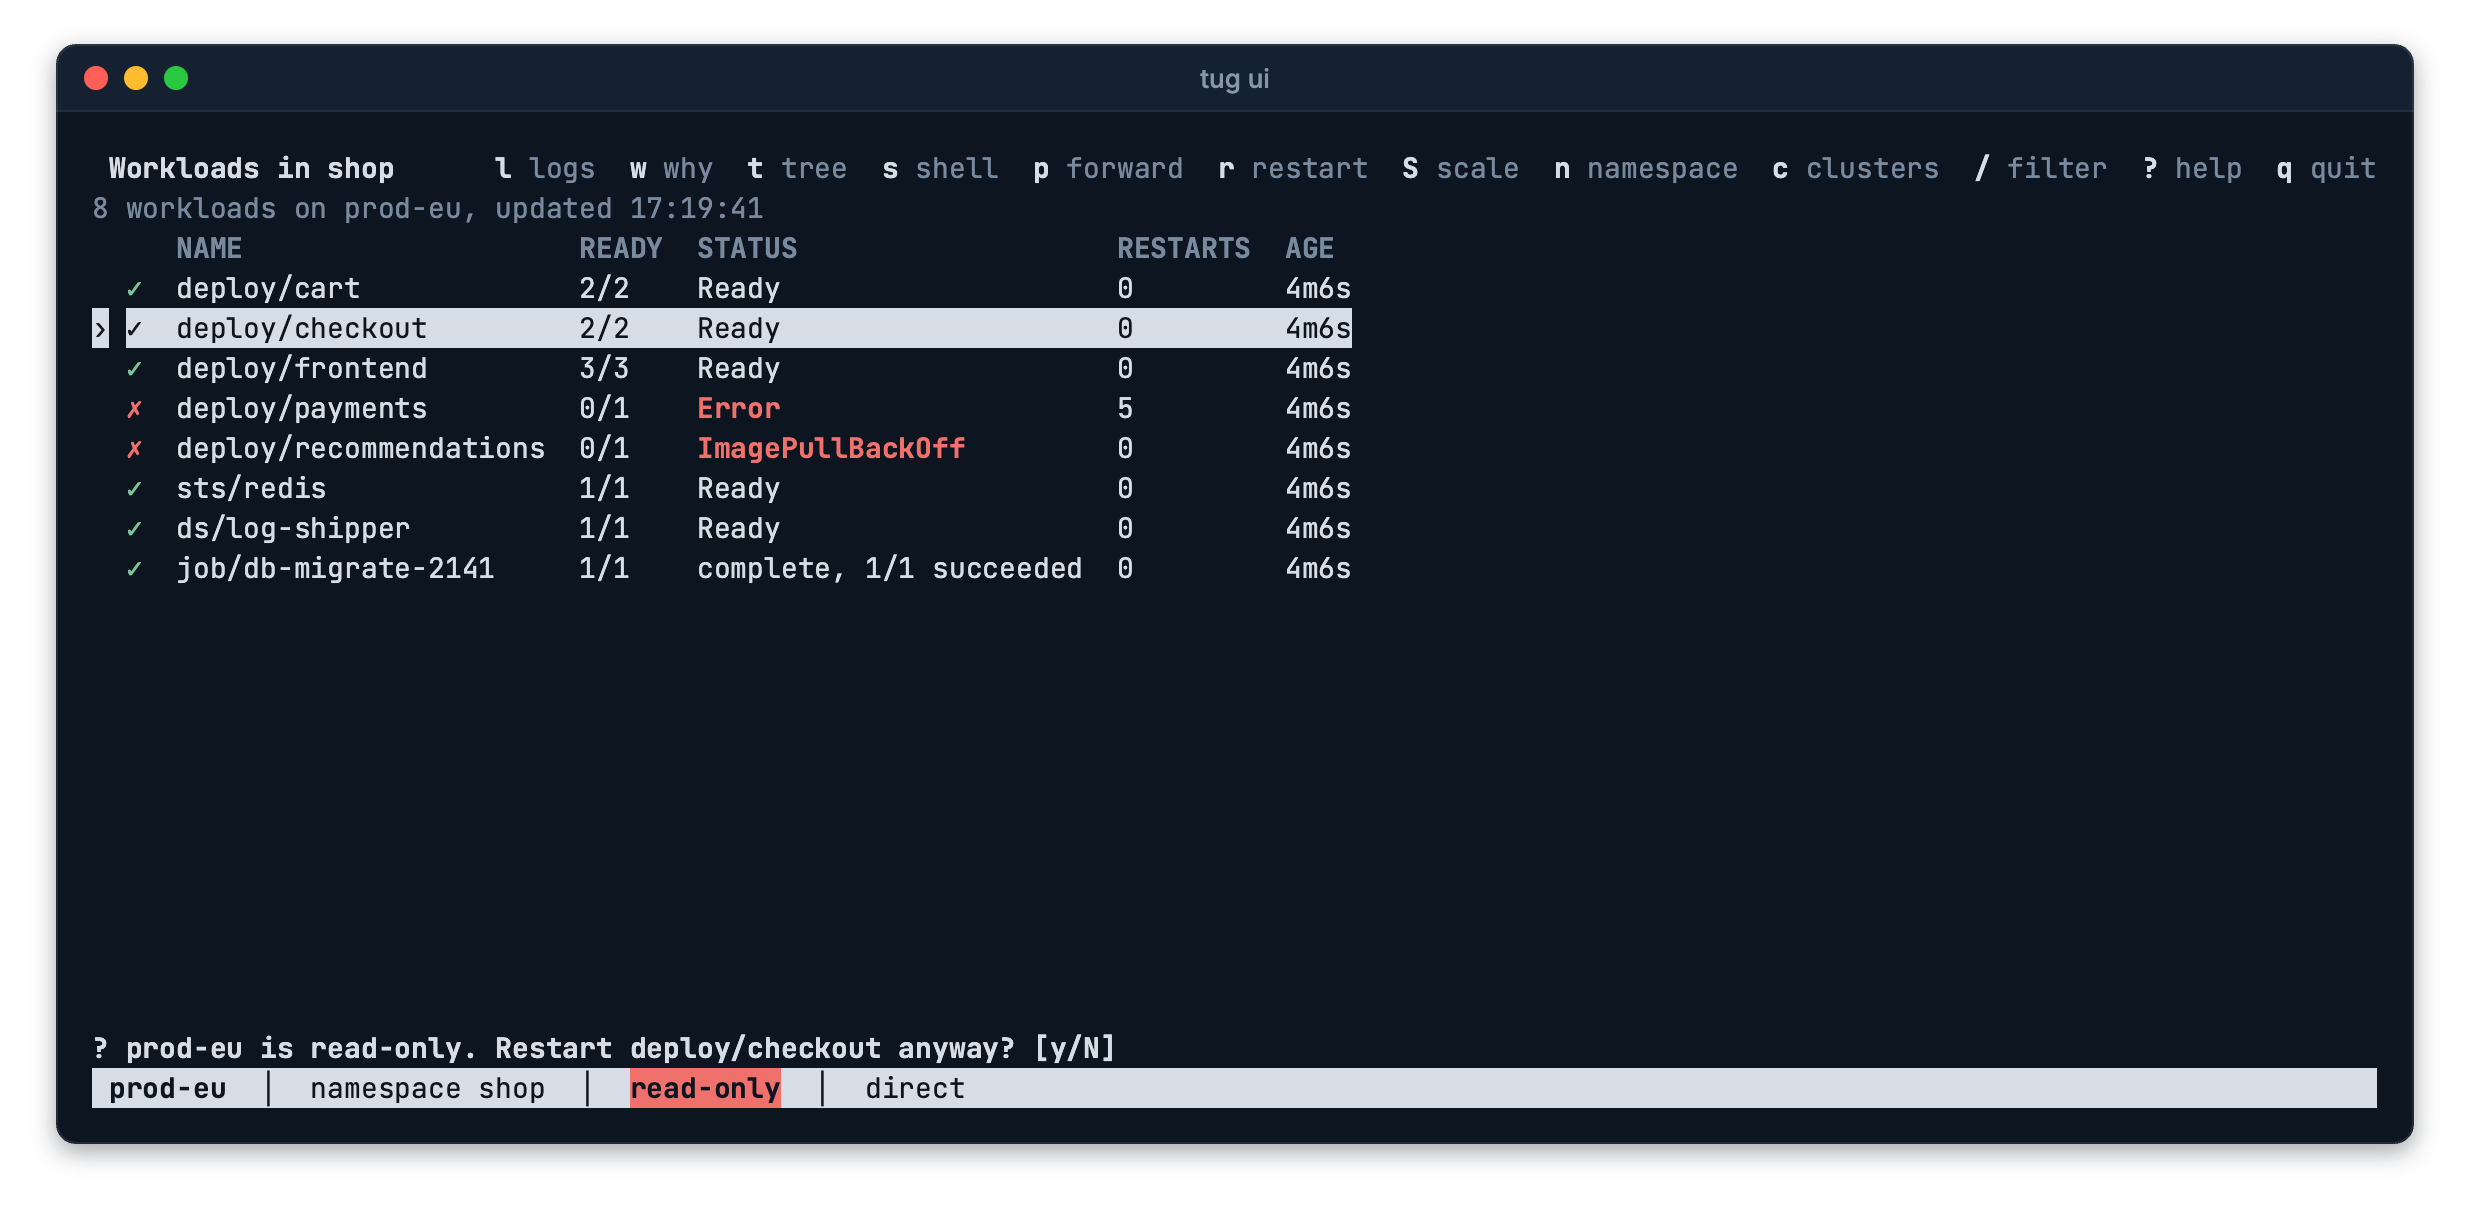 tug ui
Workloads in shop l logs w why t tree s shell p forward r restart S scale n namespace c clusters / filter ? help q quit
8 workloads on prod-eu, updated 17:19:41
NAME READY STATUS RESTARTS AGE
✓ deploy/cart 2/2 Ready 0 4m6s
› ✓ deploy/checkout 2/2 Ready 0 4m6s
✓ deploy/frontend 3/3 Ready 0 4m6s
✗ deploy/payments 0/1 Error 5 4m6s
✗ deploy/recommendations 0/1 ImagePullBackOff 0 4m6s
✓ sts/redis 1/1 Ready 0 4m6s
✓ ds/log-shipper 1/1 Ready 0 4m6s
✓ job/db-migrate-2141 1/1 complete, 1/1 succeeded 0 4m6s
? prod-eu is read-only. Restart deploy/checkout anyway? [y/N]
prod-eu │ namespace shop │ read-only │ direct